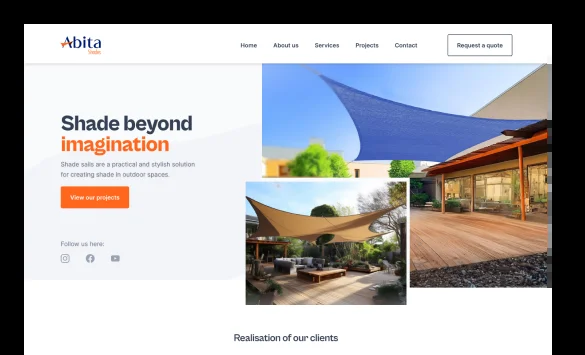 Abita
Home
About us
Services
Projects
Contact
Request a quote
Shade beyond
imagination
Shade sails are a practical and stylish solution
for creating shade in outdoor spaces.
View our projects
Follow us here:
Realisation of our clients